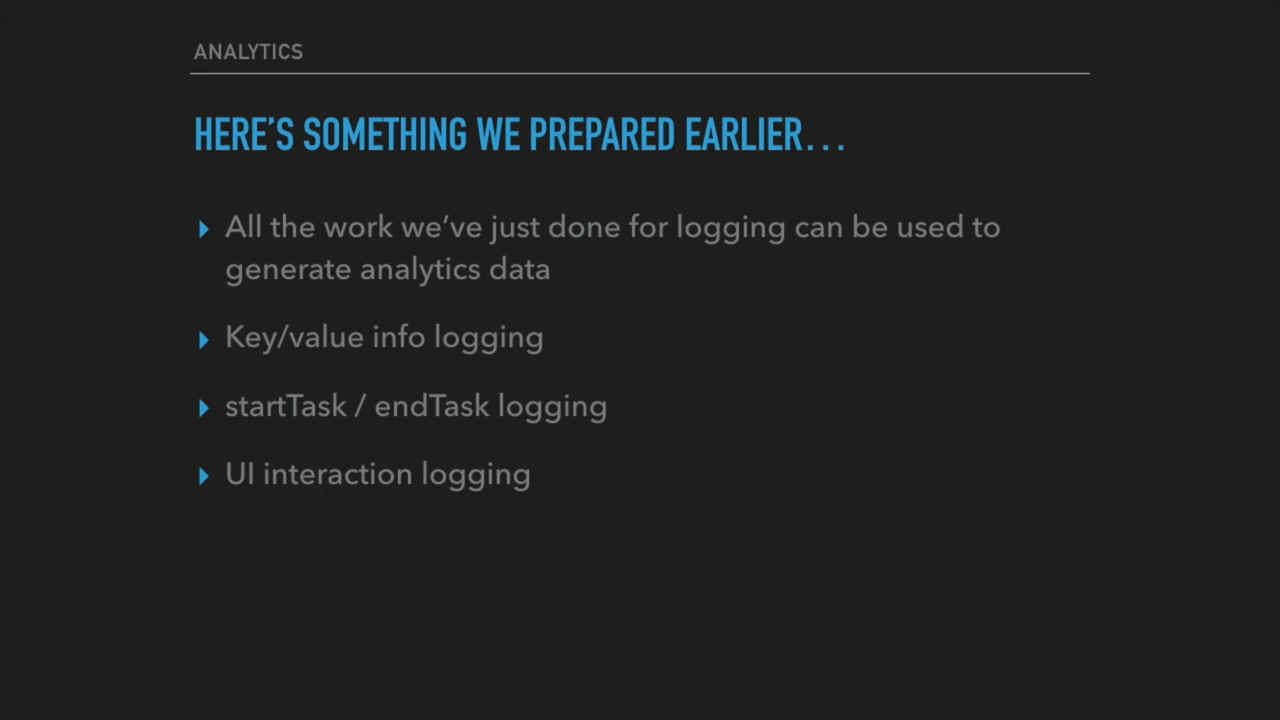 ANALYTICS
HERE’S SOMETHING WE PREPARED EARLIER…
All the work we’ve just done for logging can be used to
generate analytics data
Key/value info logging
startTask / endTask logging
UI interaction logging